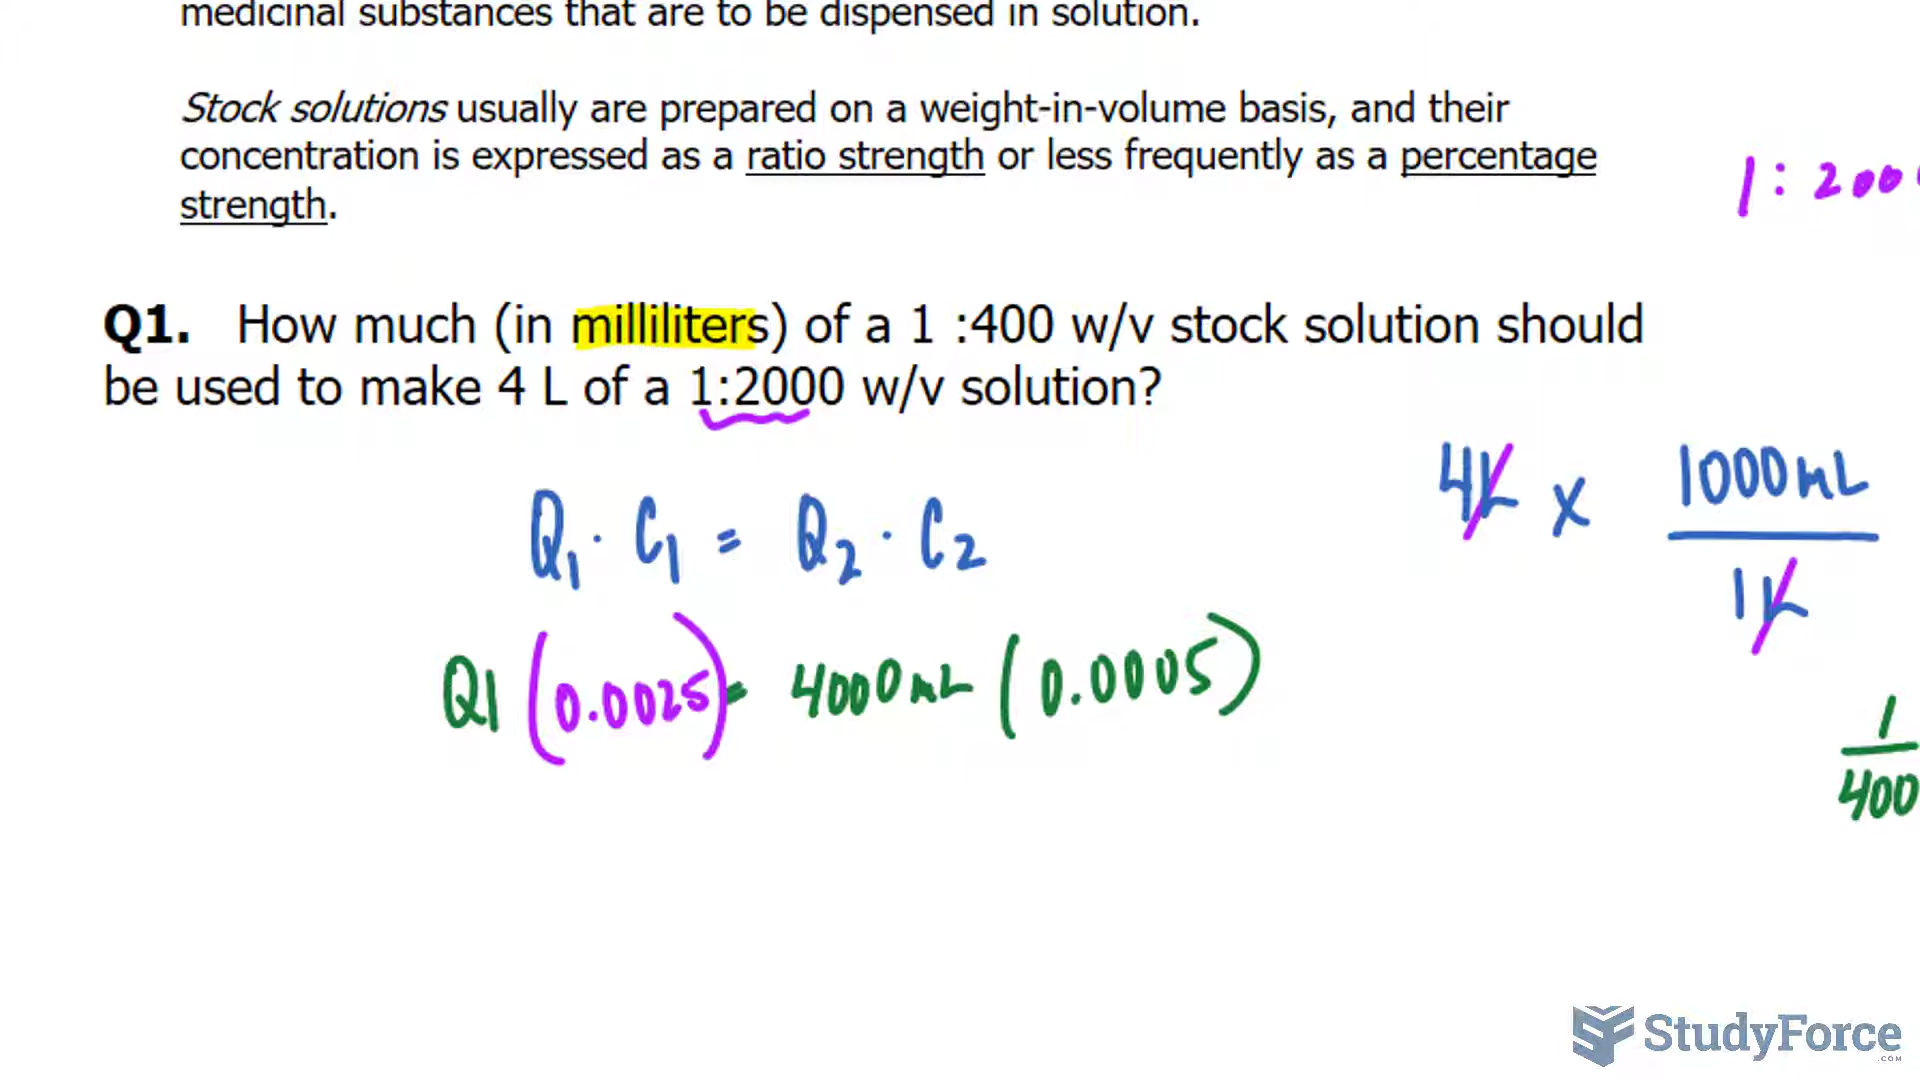 medicinal substances that are to be dispensed in solution.
Stock solutions usually are prepared on a weight-in-volume basis, and their
concentration is expressed as a ratio strength or less frequently as a percentage
strength.
1:200
Q1. How much (in milliliters) of a 1 :400 w/v stock solution should
be used to make 4 L of a 1:2000 w/v solution?
4L x 1000mL
1L
Q1 · C1 = Q2 · C2
Q1 (0.0025) = 4000mL (0.0005)
1
400
StudyForce
.COM